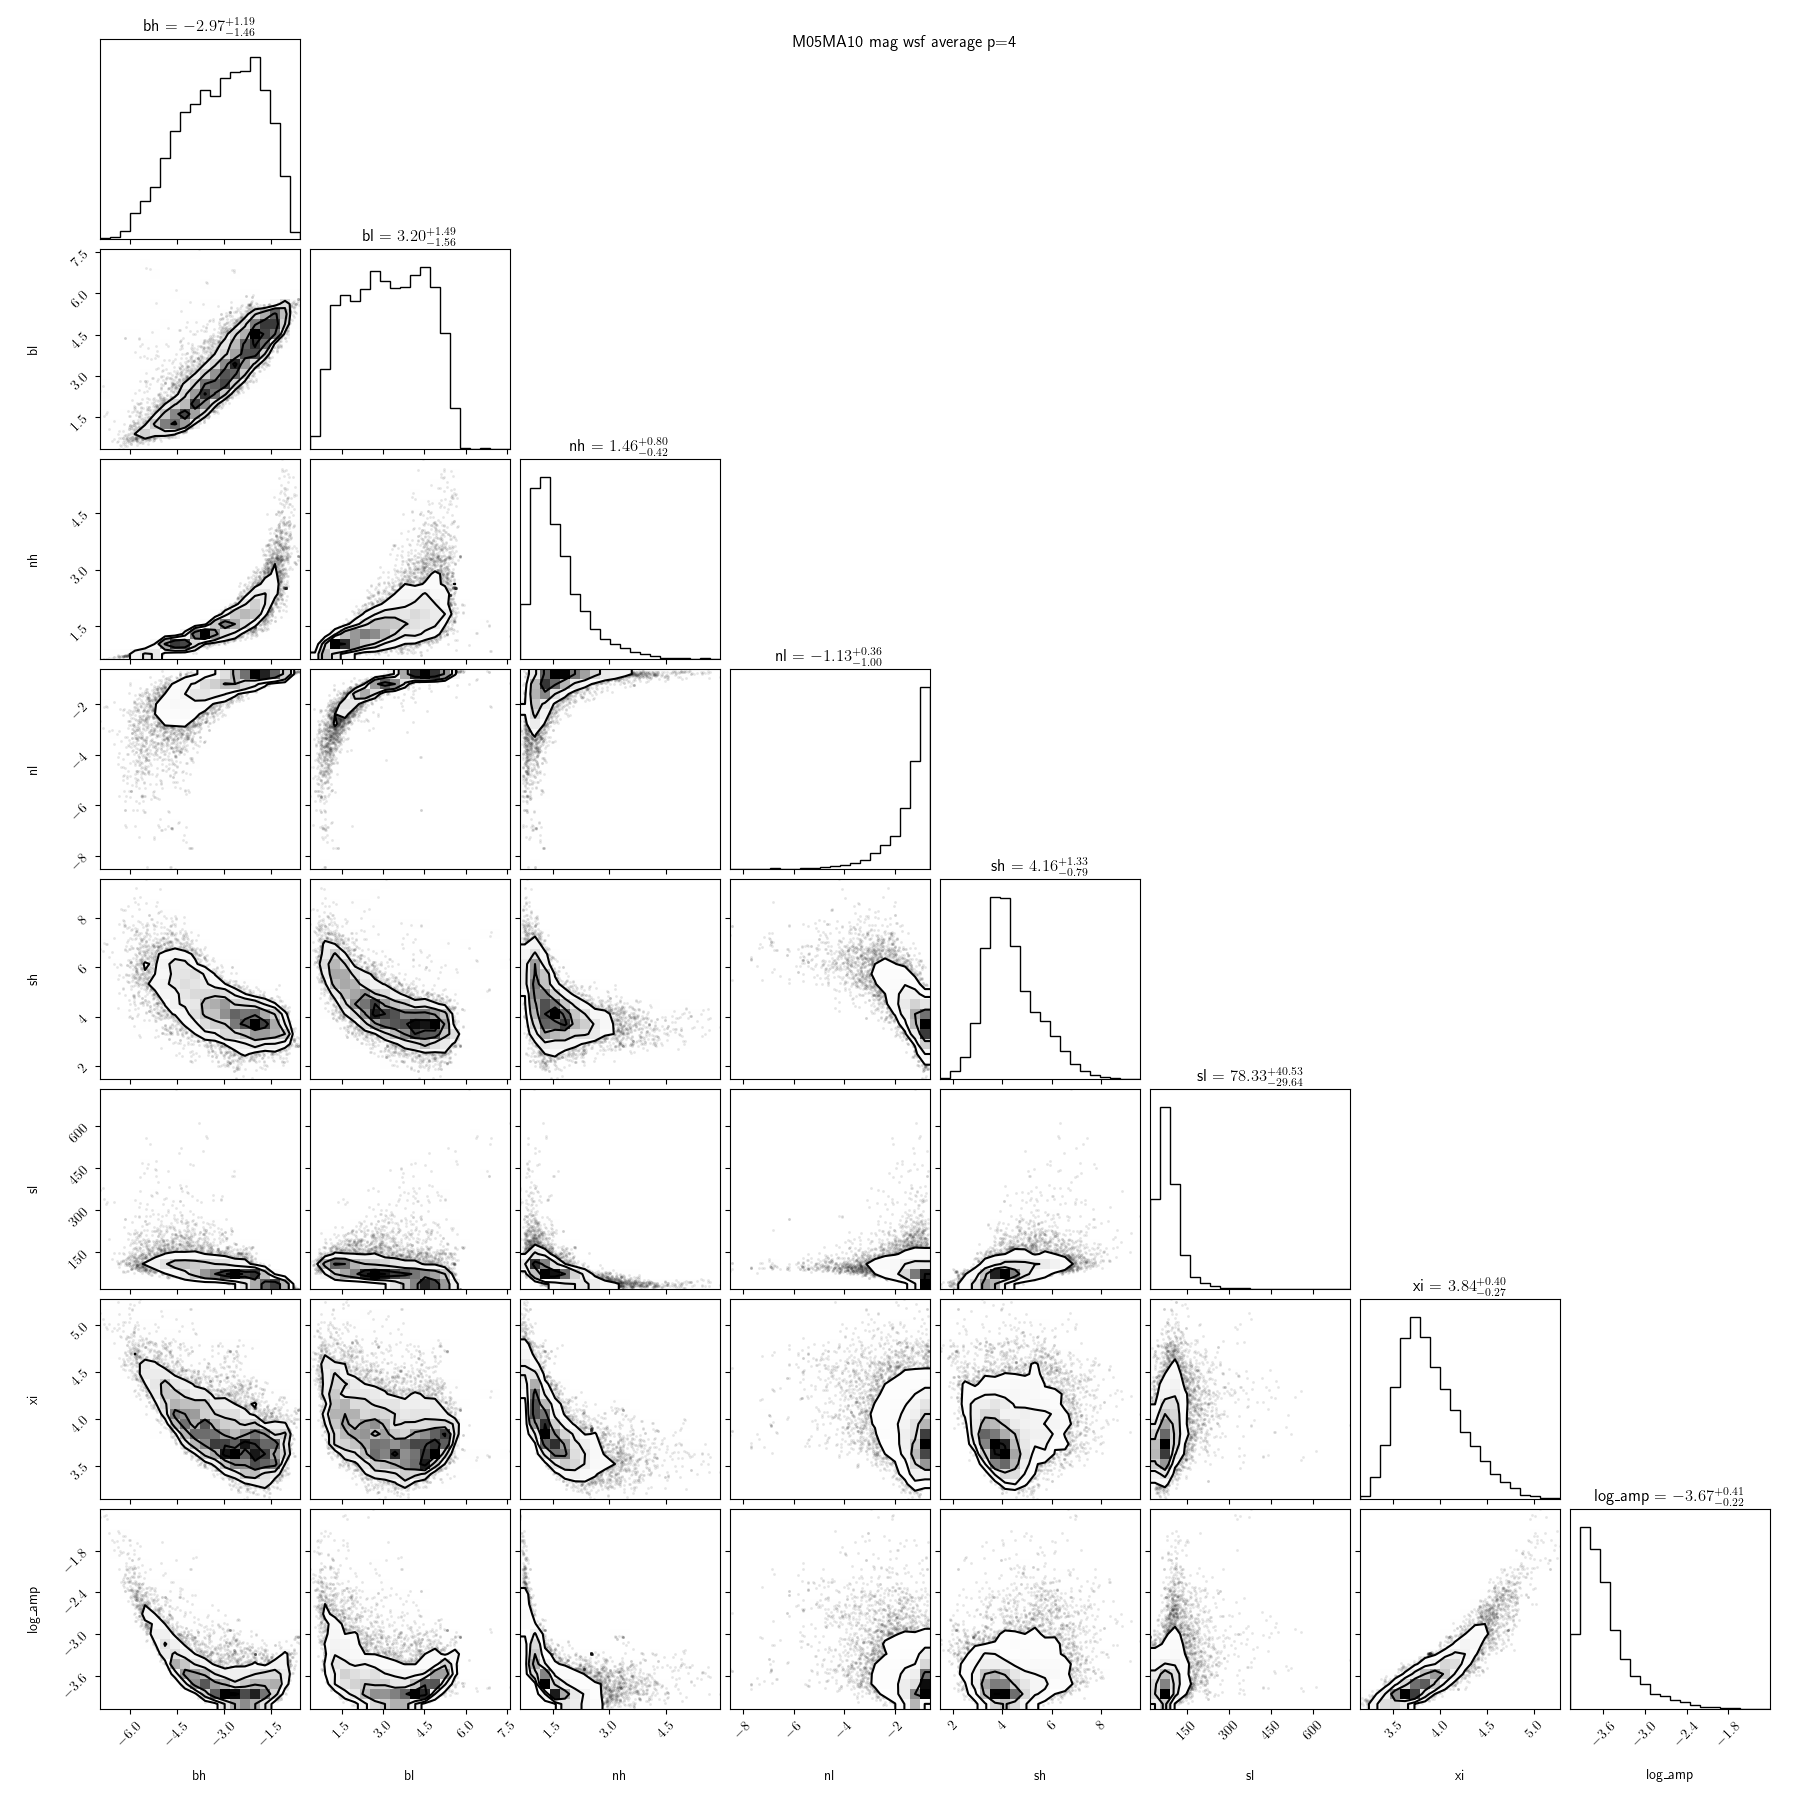 M05MA10 mag wsf average p=4
bh = −2.97+1.19−1.46
bl = 3.20+1.49−1.56
nh = 1.46+0.80−0.42
nl = −1.13+0.36−1.00
sh = 4.16+1.33−0.79
sl = 78.33+40.53−29.64
xi = 3.84+0.40−0.27
log_amp = −3.67+0.41−0.22
7.5
6.0
4.5
3.0
1.5
bl
4.5
3.0
1.5
nh
−2
−4
−6
−8
nl
8
6
4
2
sh
600
450
300
150
sl
5.0
4.5
4.0
3.5
xi
−1.8
−2.4
−3.0
−3.6
log_amp
−6.0 −4.5 −3.0 −1.5 1.5 3.0 4.5 6.0 7.5 1.5 3.0 4.5 −8 −6 −4 −2 2 4 6 8 150 300 450 600 3.5 4.0 4.5 5.0 −3.6 −3.0 −2.4 −1.8
bh bl nh nl sh sl xi log_amp